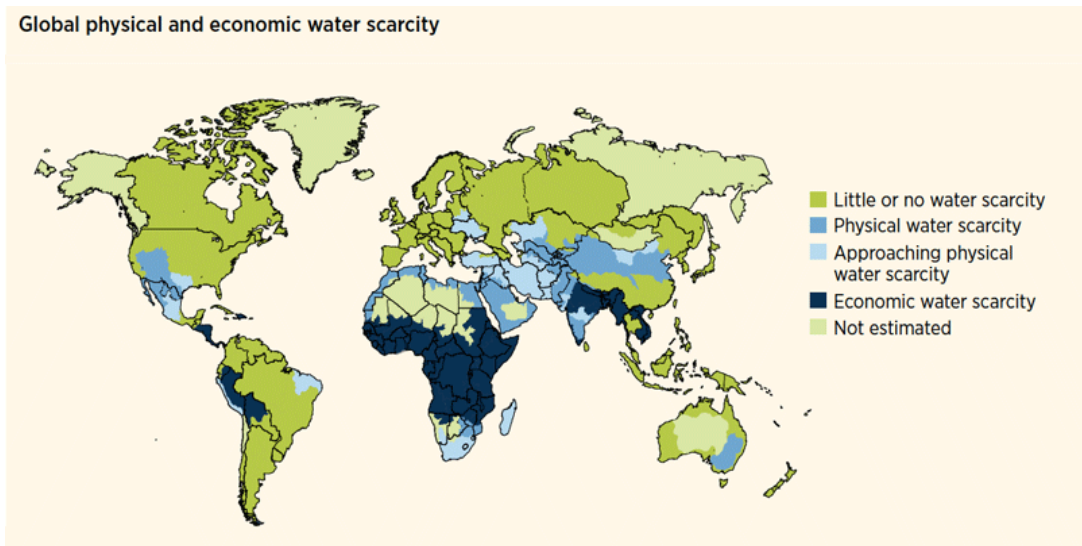 Global physical and economic water scarcity
Little or no water scarcity
Physical water scarcity
Approaching physical
water scarcity
Economic water scarcity
Not estimated